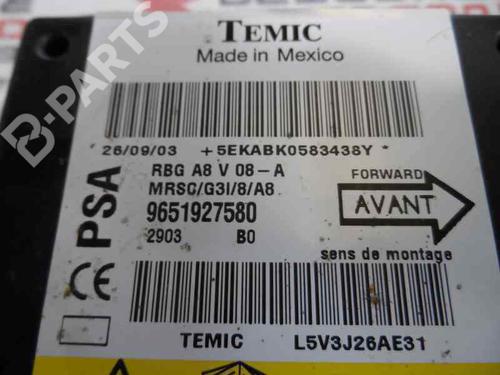 TEMIC
Made in Mexico
26/09/03 +5EKABK0583438Y *
RBG A8 V 08-A
MRSC/G3I/8/A8
9651927580
2903 B0
PSA
CE
FORWARD
AVANT
sens de montage
TEMIC L5V3J26AE31